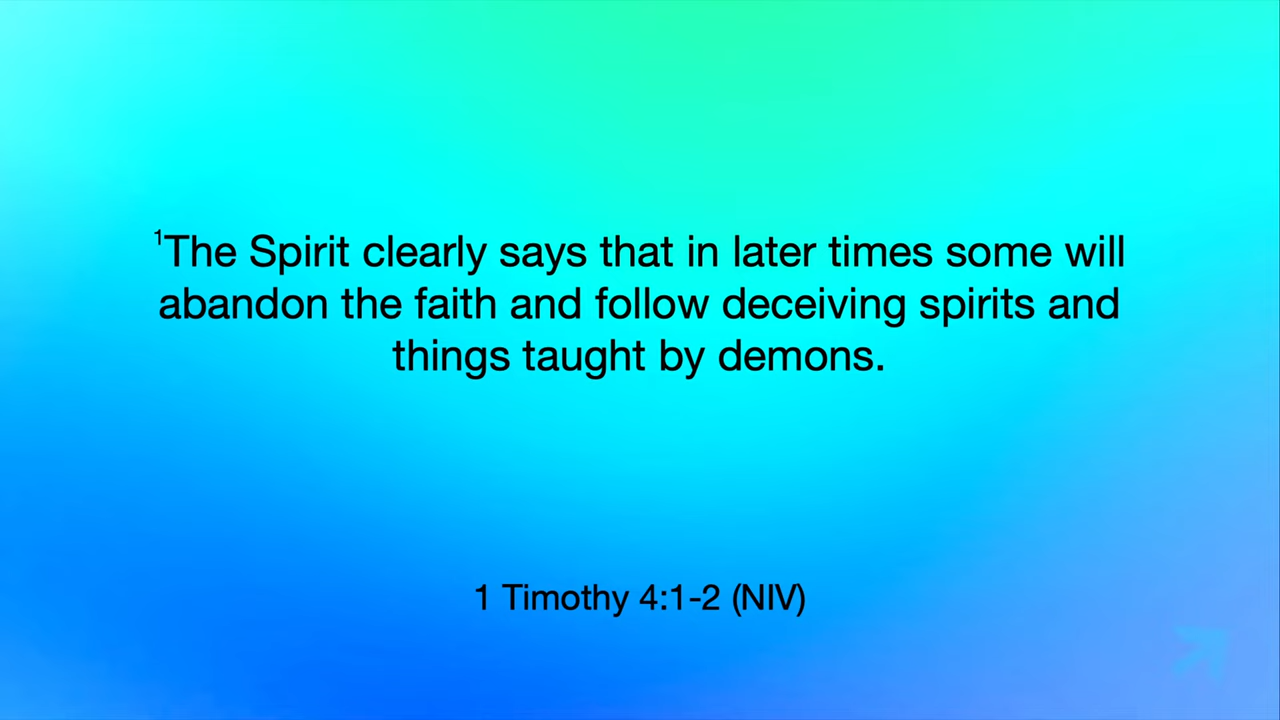 ¹The Spirit clearly says that in later times some will
abandon the faith and follow deceiving spirits and
things taught by demons.
1 Timothy 4:1-2 (NIV)